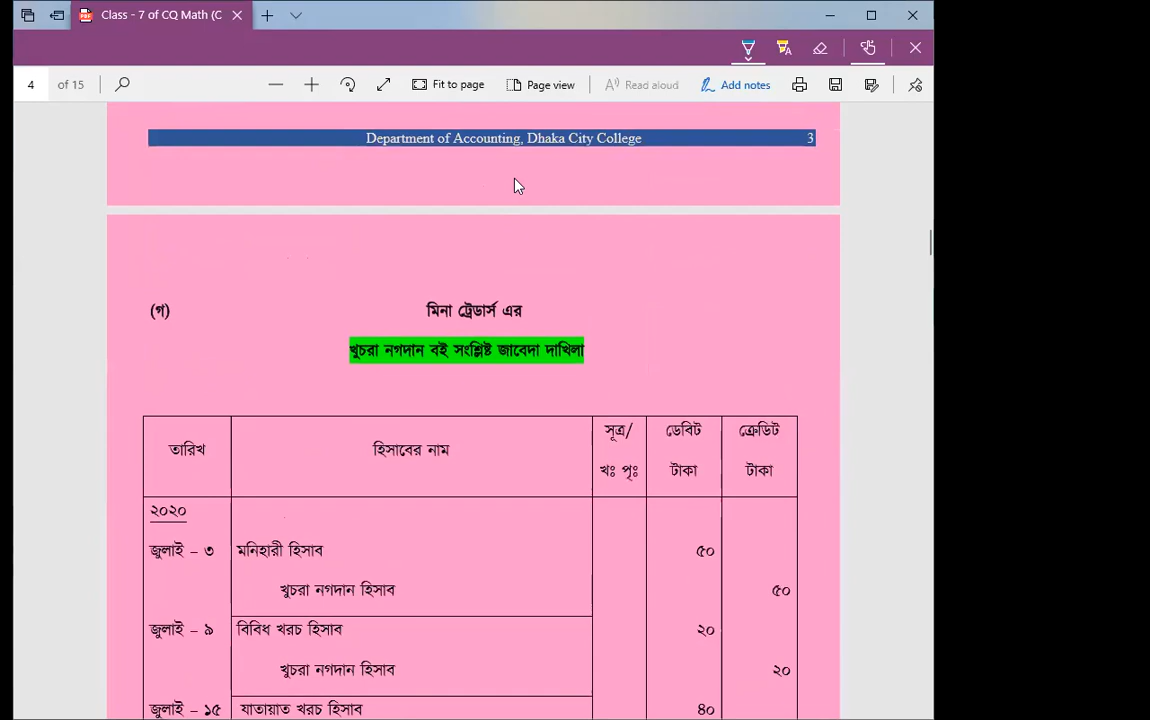 Class - 7 of CQ Math (C
4 of 15
Fit to page
Page view
Read aloud
Add notes
Department of Accounting, Dhaka City College 3
(গ) মিনা ট্রেডার্স এর
খুচরা নগদান বই সংশ্লিষ্ট জাবেদা দাখিলা
তারিখ হিসাবের নাম সূত্র/ ডেবিট ক্রেডিট
খঃ পৃঃ টাকা টাকা
২০২০
জুলাই – ৩ মনিহারী হিসাব ৫০
খুচরা নগদান হিসাব ৫০
জুলাই – ৯ বিবিধ খরচ হিসাব ২০
খুচরা নগদান হিসাব ২০
জুলাই – ১৫ যাতায়াত খরচ হিসাব ৪০